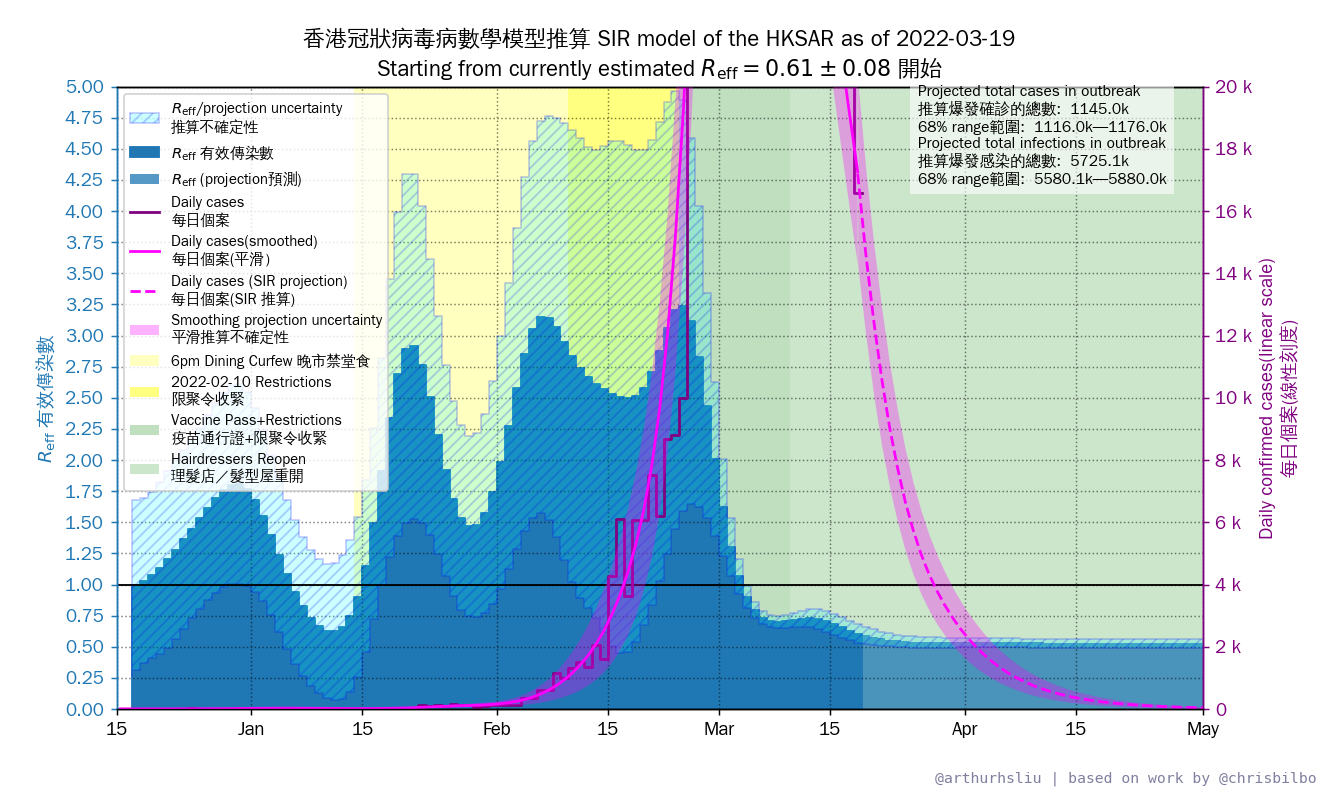 香港冠狀病毒病數學模型推算 SIR model of the HKSAR as of 2022-03-19
Starting from currently estimated Reff = 0.61 ± 0.08 開始
Reff/projection uncertainty
推算不確定性
Reff 有效傳染數
Reff (projection預測)
Daily cases
每日個案
Daily cases(smoothed)
每日個案(平滑)
Daily cases (SIR projection)
每日個案(SIR 推算)
Smoothing projection uncertainty
平滑推算不確定性
6pm Dining Curfew 晚市禁堂食
2022-02-10 Restrictions
限聚令收緊
Vaccine Pass+Restrictions
疫苗通行證+限聚令收緊
Hairdressers Reopen
理髮店／髮型屋重開
Projected total cases in outbreak
推算爆發確診的總數: 1145.0k
68% range範圍: 1116.0k—1176.0k
Projected total infections in outbreak
推算爆發感染的總數: 5725.1k
68% range範圍: 5580.1k—5880.0k
Reff 有效傳染數
5.00
4.75
4.50
4.25
4.00
3.75
3.50
3.25
3.00
2.75
2.50
2.25
2.00
1.75
1.50
1.25
1.00
0.75
0.50
0.25
0.00
20 k
18 k
16 k
14 k
12 k
10 k
8 k
6 k
4 k
2 k
0
Daily confirmed cases(linear scale)
每日個案(線性刻度)
15 Jan 15 Feb 15 Mar 15 Apr 15 May
@arthurhsliu | based on work by @chrisbilbo